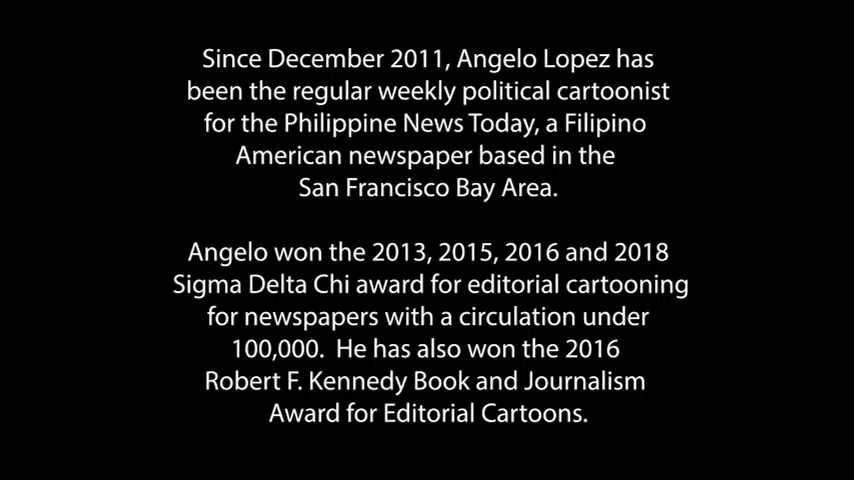 Since December 2011, Angelo Lopez has
been the regular weekly political cartoonist
for the Philippine News Today, a Filipino
American newspaper based in the
San Francisco Bay Area.
Angelo won the 2013, 2015, 2016 and 2018
Sigma Delta Chi award for editorial cartooning
for newspapers with a circulation under
100,000.  He has also won the 2016
Robert F. Kennedy Book and Journalism
Award for Editorial Cartoons.